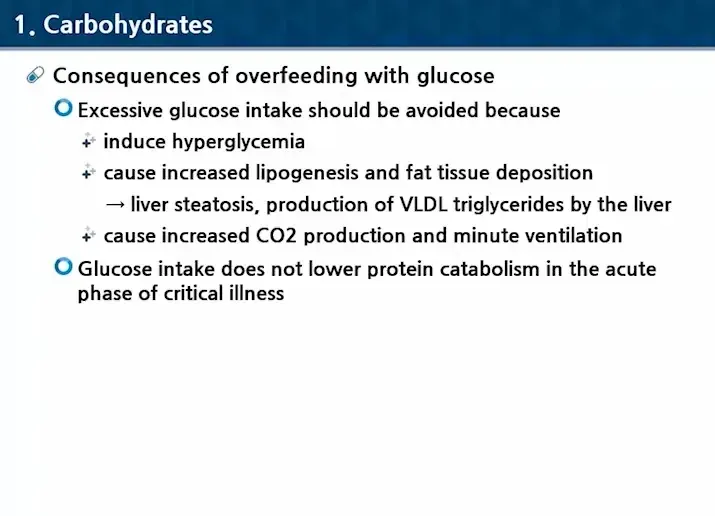 1. Carbohydrates
Consequences of overfeeding with glucose
Excessive glucose intake should be avoided because
induce hyperglycemia
cause increased lipogenesis and fat tissue deposition
→ liver steatosis, production of VLDL triglycerides by the liver
cause increased CO2 production and minute ventilation
Glucose intake does not lower protein catabolism in the acute
phase of critical illness